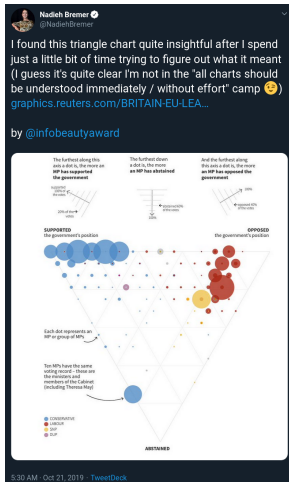 Nadieh Bremer
@NadiehBremer
I found this triangle chart quite insightful after I spend
just a little bit of time trying to figure out what it meant
(I guess it's quite clear I'm not in the "all charts should
be understood immediately / without effort" camp 😉)
graphics.reuters.com/BRITAIN-EU-LEA...
by @infobeautyaward
The furthest along this
axis a dot is, the more an
MP has supported
the government
The furthest down
a dot is, the more
an MP has abstained
And the furthest along
this axis a dot is, the more
an MP has opposed the
government
SUPPORTED
the government's position
OPPOSED
the government's position
Each dot represents an
MP or group of MPs
Ten MPs have the same
voting record – these are
the ministers and
members of the Cabinet
(including Theresa May)
CONSERVATIVE
LABOUR
SNP
DUP
ABSTAINED
5:30 AM · Oct 21, 2019 · TweetDeck